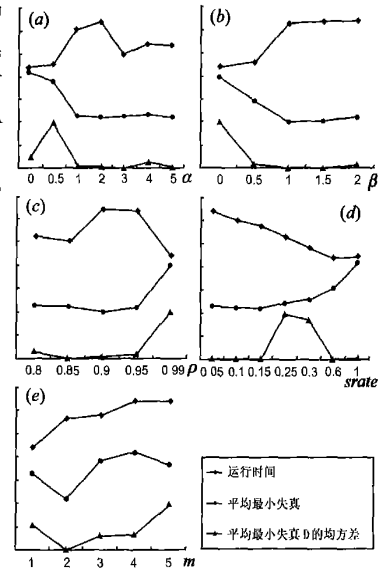 (a)
(b)
0 0.5 1 2 3 4 5 α
0 0.5 1 1.5 2 β
(c)
(d)
0.8 0.85 0.9 0.95 0.99 ρ
0.05 0.1 0.15 0.25 0.3 0.6 1
srate
(e)
1 2 3 4 5 m
运行时间
平均最小失真
平均最小失真D的均方差